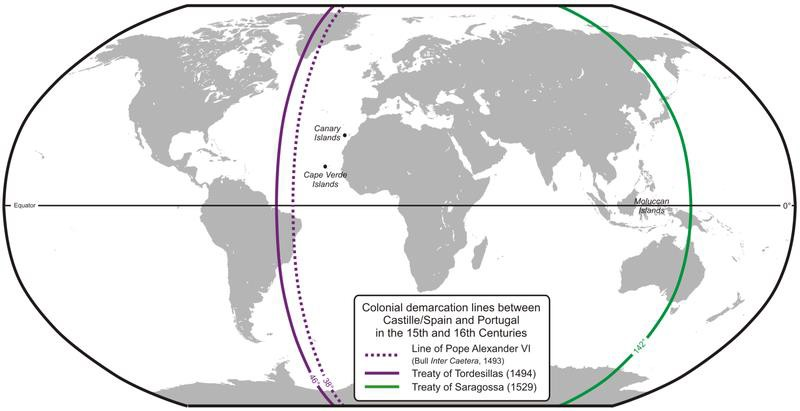 Canary
Islands
Cape Verde
Islands
Equator
Moluccan
Islands
0°
Colonial demarcation lines between
Castille/Spain and Portugal
in the 15th and 16th Centuries
Line of Pope Alexander VI
(Bull Inter Caetera, 1493)
Treaty of Tordesillas (1494)
Treaty of Saragossa (1529)
142°
46°
38°